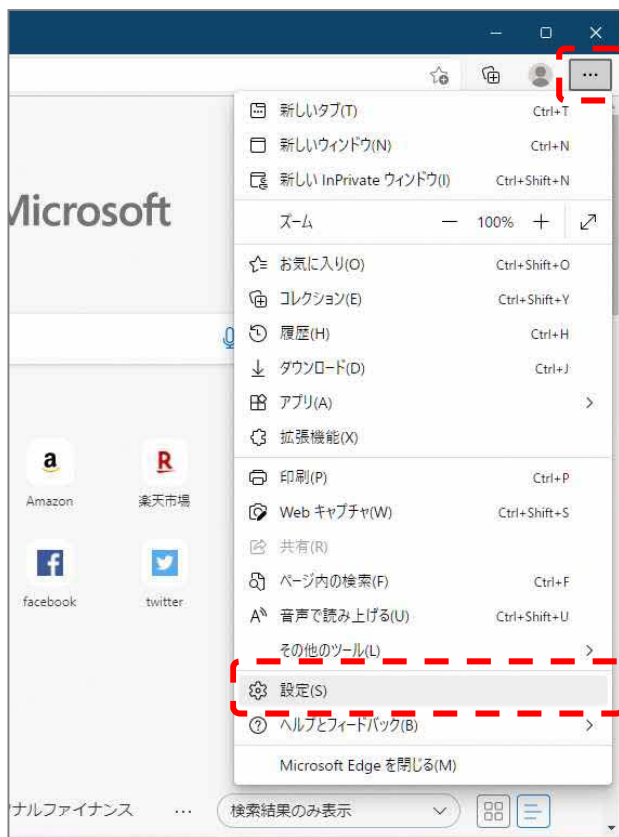 新しいタブ(T) Ctrl+T
新しいウィンドウ(N) Ctrl+N
新しい InPrivate ウィンドウ(I) Ctrl+Shift+N
Microsoft
ズーム 100%
お気に入り(O) Ctrl+Shift+O
コレクション(E) Ctrl+Shift+Y
履歴(H) Ctrl+H
ダウンロード(D) Ctrl+J
アプリ(A)
拡張機能(X)
Amazon
楽天市場
印刷(P) Ctrl+P
Web キャプチャ(W) Ctrl+Shift+S
共有(R)
ページ内の検索(F) Ctrl+F
facebook
twitter
音声で読み上げる(U) Ctrl+Shift+U
その他のツール(L)
設定(S)
ヘルプとフィードバック(B)
Microsoft Edge を閉じる(M)
ナルファイナンス ... 検索結果のみ表示